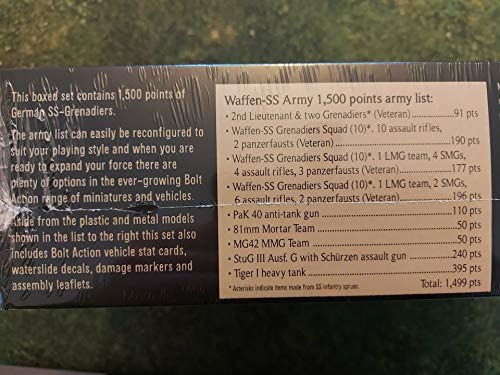 This boxed set contains 1,500 points of
German SS-Grenadiers.
The army list can easily be reconfigured to
suit your playing style and when you are
ready to expand your force there are
plenty of options in the ever-growing Bolt
Action range of miniatures and vehicles.
Aside from the plastic and metal models
shown in the list to the right this set also
includes Bolt Action vehicle stat cards,
waterslide decals, damage markers and
assembly leaflets.
Waffen-SS Army 1,500 points army list:
• 2nd Lieutenant & two Grenadiers* (Veteran) 91 pts
• Waffen-SS Grenadiers Squad (10)*. 10 assault rifles,
2 panzerfausts (Veteran) 190 pts
• Waffen-SS Grenadiers Squad (10)*. 1 LMG team, 4 SMGs,
4 assault rifles, 3 panzerfausts (Veteran) 177 pts
• Waffen-SS Grenadiers Squad (10)*. 1 LMG team, 2 SMGs,
6 assault rifles, 2 panzerfausts (Veteran) 196 pts
• PaK 40 anti-tank gun 110 pts
• 81mm Mortar Team 50 pts
• MG42 MMG Team 50 pts
• StuG III Ausf. G with Schürzen assault gun 240 pts
• Tiger I heavy tank 395 pts
* Asterisks indicate items made from SS infantry sprues. Total: 1,499 pts